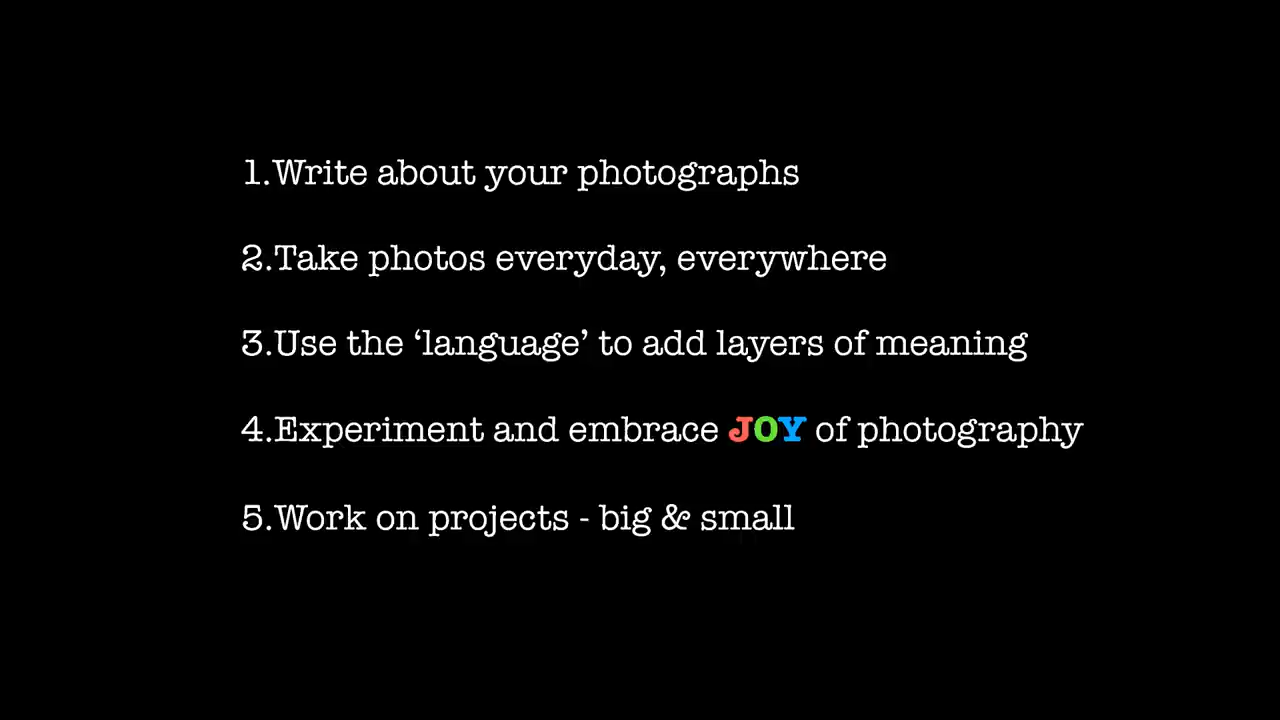 1.Write about your photographs
2.Take photos everyday, everywhere
3.Use the ‘language’ to add layers of meaning
4.Experiment and embrace JOY of photography
5.Work on projects - big & small